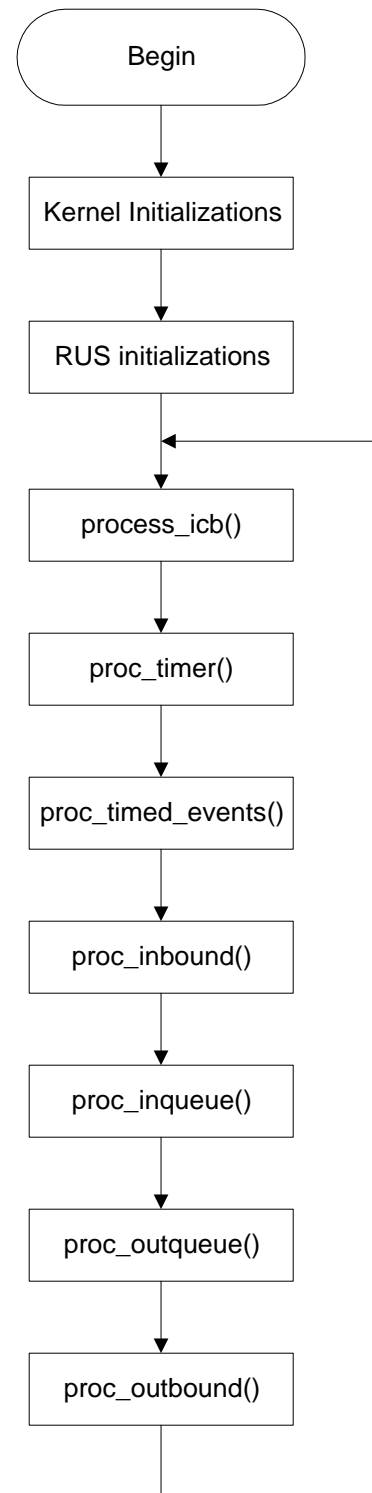 Begin
Kernel Initializations
RUS initializations
process_icb()
proc_timer()
proc_timed_events()
proc_inbound()
proc_inqueue()
proc_outqueue()
proc_outbound()